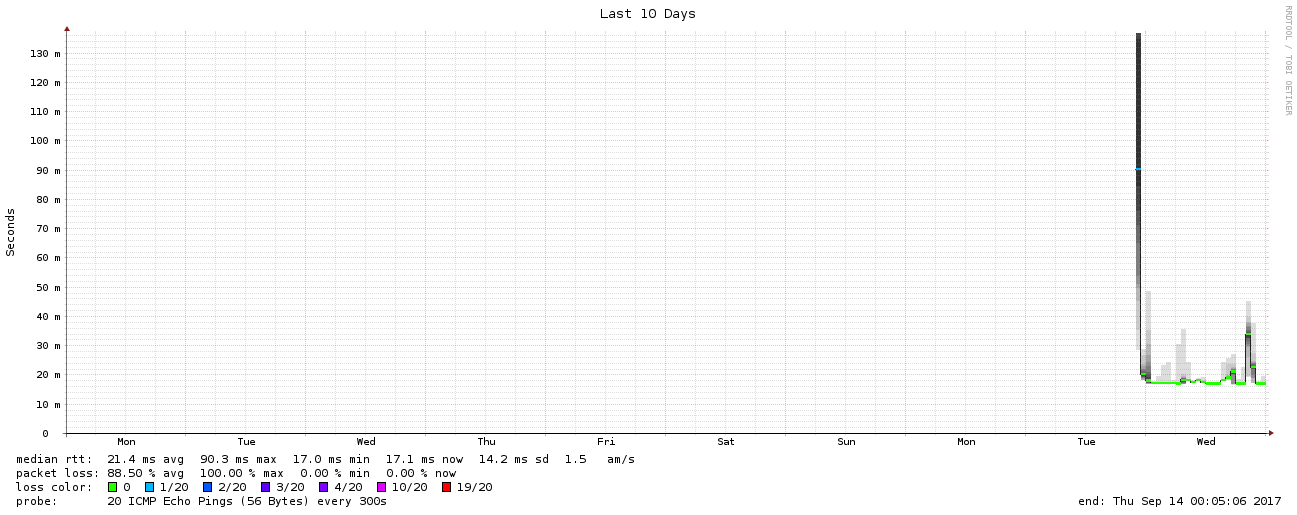 Last 10 Days
RRDTOOL / TOBI OETIKER
Seconds
130 m
120 m
110 m
100 m
90 m
80 m
70 m
60 m
50 m
40 m
30 m
20 m
10 m
0
Mon Tue Wed Thu Fri Sat Sun Mon Tue Wed
median rtt: 21.4 ms avg 90.3 ms max 17.0 ms min 17.1 ms now 14.2 ms sd 1.5 am/s
packet loss: 88.50 % avg 100.00 % max 0.00 % min 0.00 % now
loss color: 0 1/20 2/20 3/20 4/20 10/20 19/20
probe: 20 ICMP Echo Pings (56 Bytes) every 300s end: Thu Sep 14 00:05:06 2017